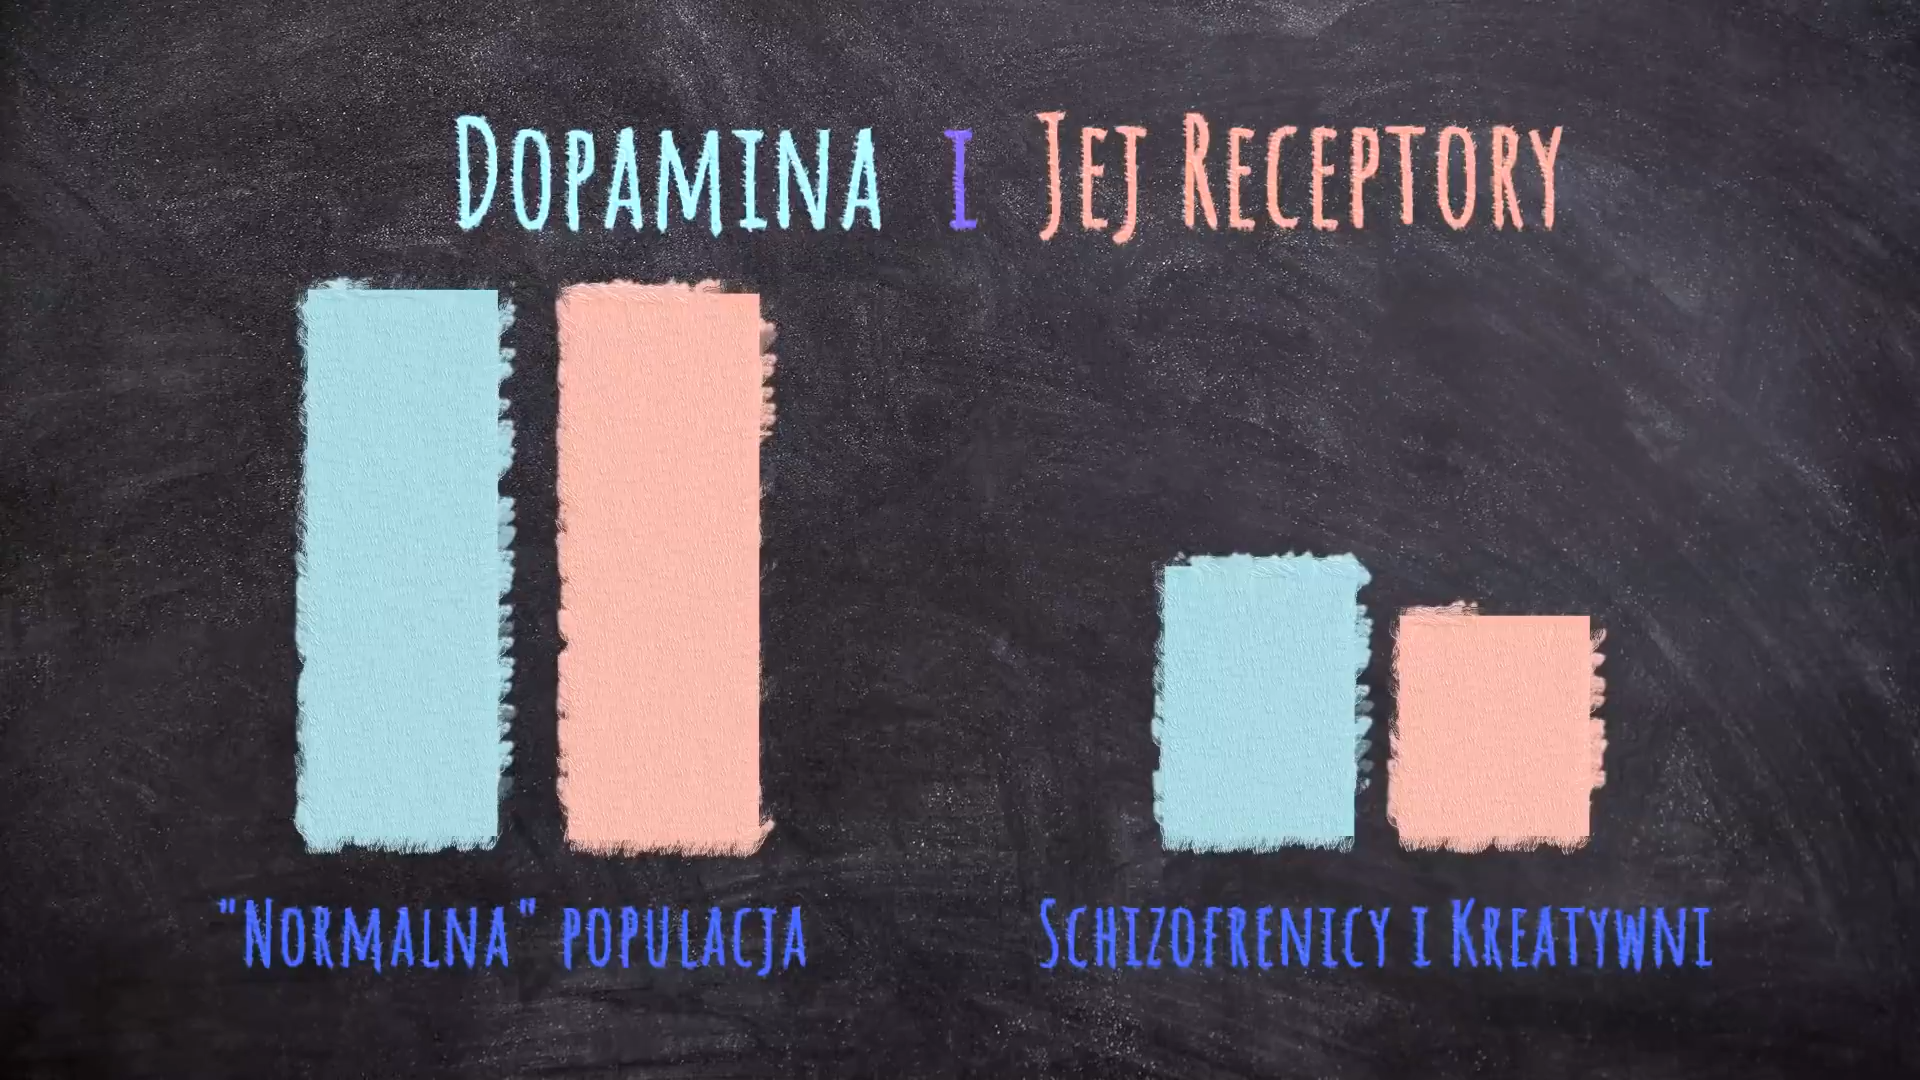 Dopamina i Jej Receptory
"Normalna" populacja
Schizofrenicy i Kreatywni